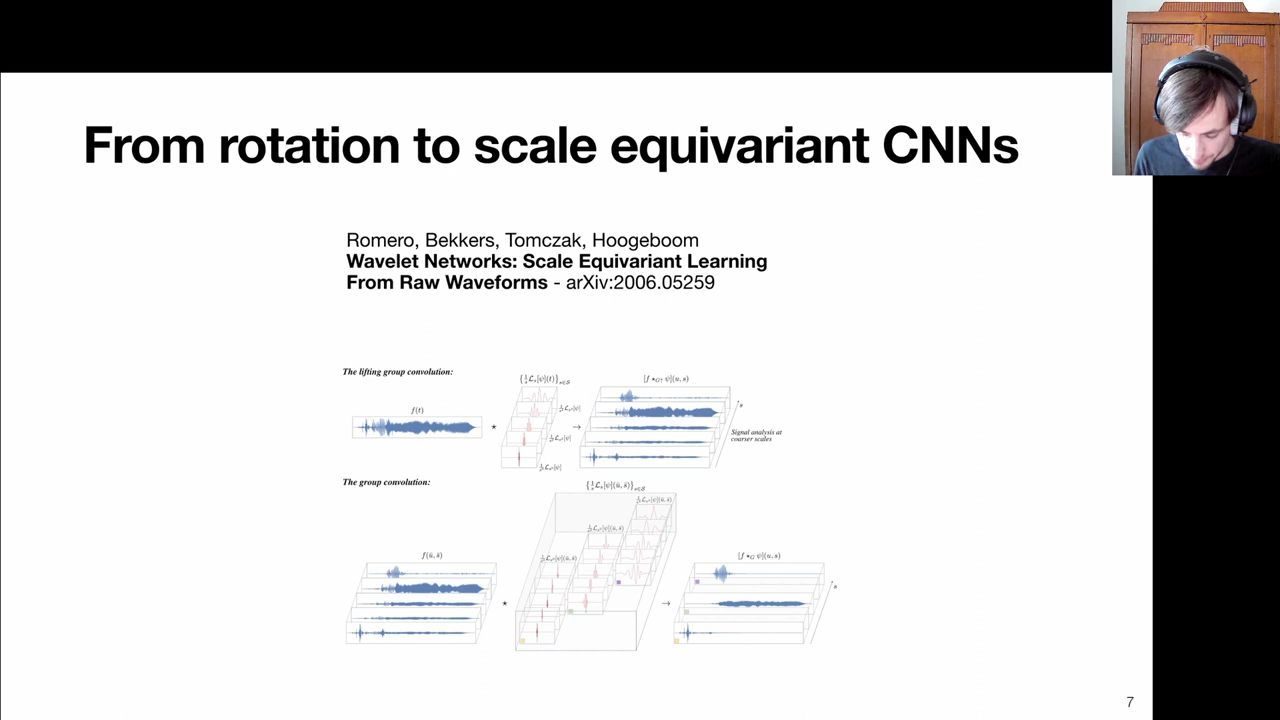 From rotation to scale equivariant CNNs
Romero, Bekkers, Tomczak, Hoogeboom
Wavelet Networks: Scale Equivariant Learning
From Raw Waveforms - arXiv:2006.05259
The lifting group convolution:
f(t)
[f ⋆G↑ ψ](u, s)
s
Signal analysis at
coarser scales
The group convolution:
[f ⋆G ψ](u, s)
s
7